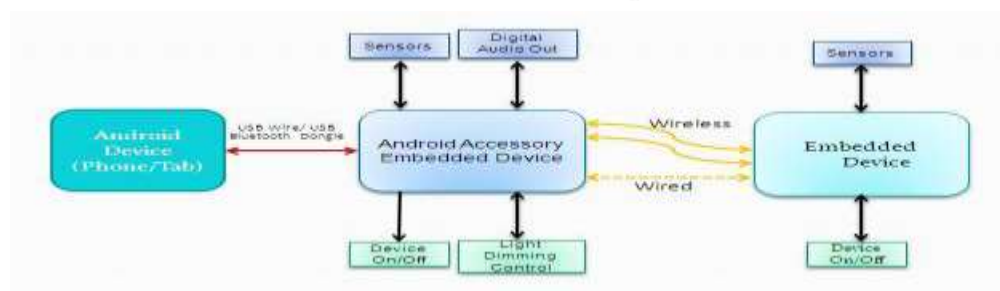 Sensors
Digital
Audio Out
Sensors
Android
Device
(Phone/Tab)
USB Wire/ USB
Bluetooth Dongle
Android Accessory
Embedded Device
Wireless
Wired
Embedded
Device
Device
On/Off
Light
Dimming
Control
Device
On/Off